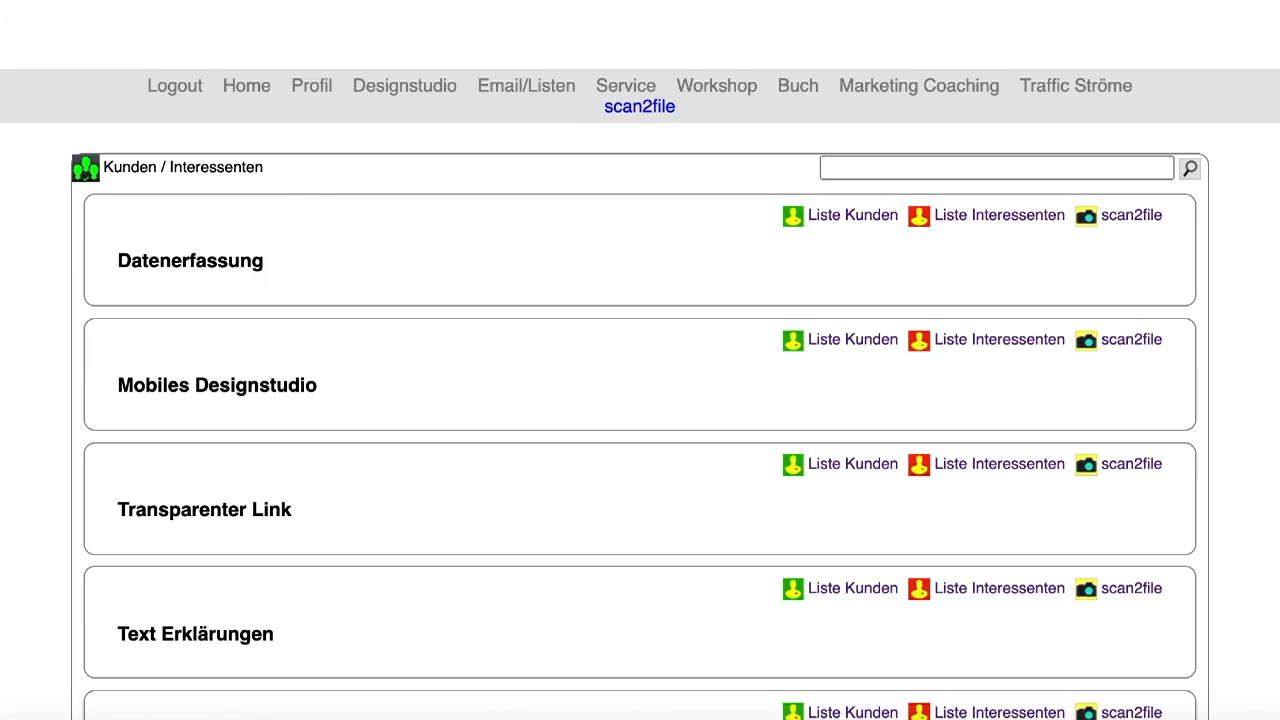 Logout Home Profil Designstudio Email/Listen Service Workshop Buch Marketing Coaching Traffic Ströme
scan2file
Kunden / Interessenten
Liste Kunden Liste Interessenten scan2file
Datenerfassung
Liste Kunden Liste Interessenten scan2file
Mobiles Designstudio
Liste Kunden Liste Interessenten scan2file
Transparenter Link
Liste Kunden Liste Interessenten scan2file
Text Erklärungen
Liste Kunden Liste Interessenten scan2file